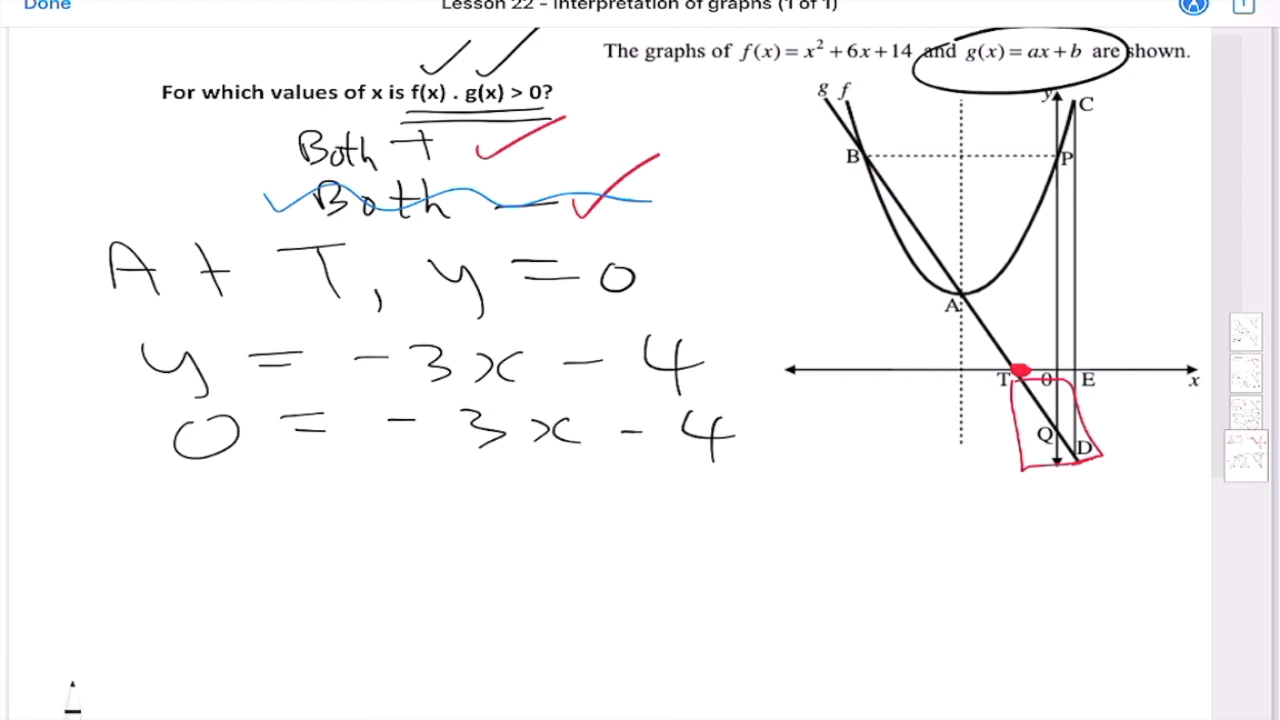 Done
Lesson 22 – Interpretation of graphs (1 of 1)
The graphs of f(x) = x² + 6x + 14 and g(x) = ax + b are shown.
For which values of x is f(x) . g(x) > 0?
Both +
Both –
A + T, y = 0
y = -3x - 4
0 = -3x - 4
g f
y
C
B
P
A
T
0
E
x
Q
D